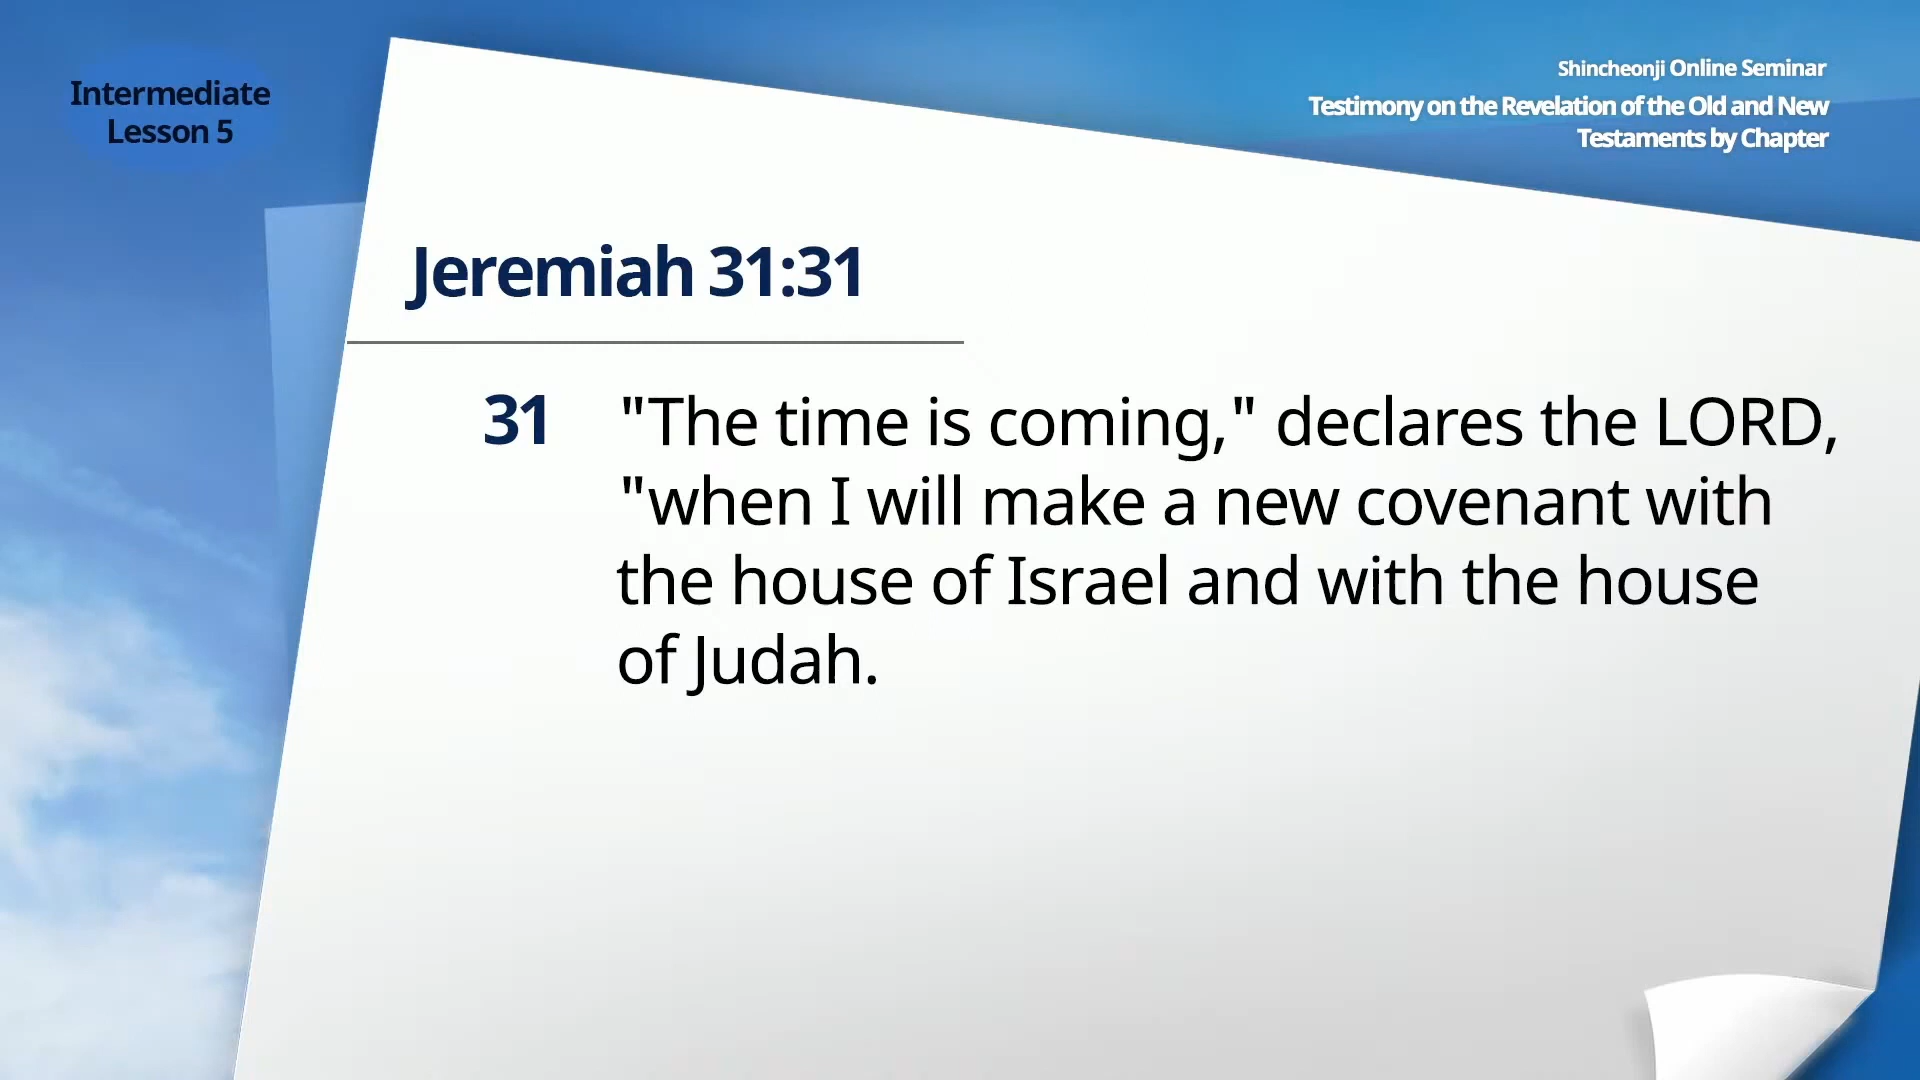 Intermediate
Lesson 5
Shincheonji Online Seminar
Testimony on the Revelation of the Old and New
Testaments by Chapter
Jeremiah 31:31
31 "The time is coming," declares the LORD,
"when I will make a new covenant with
the house of Israel and with the house
of Judah.